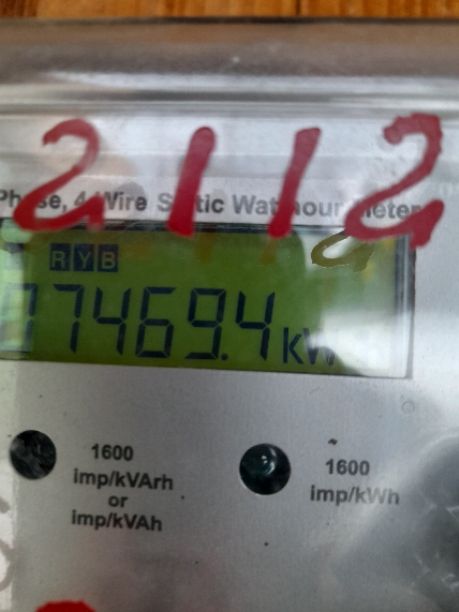 2112
Phase, 4 Wire Static Watthour Meter
R Y B
77469.4 kW
1600
imp/kVArh
or
imp/kVAh
1600
imp/kWh